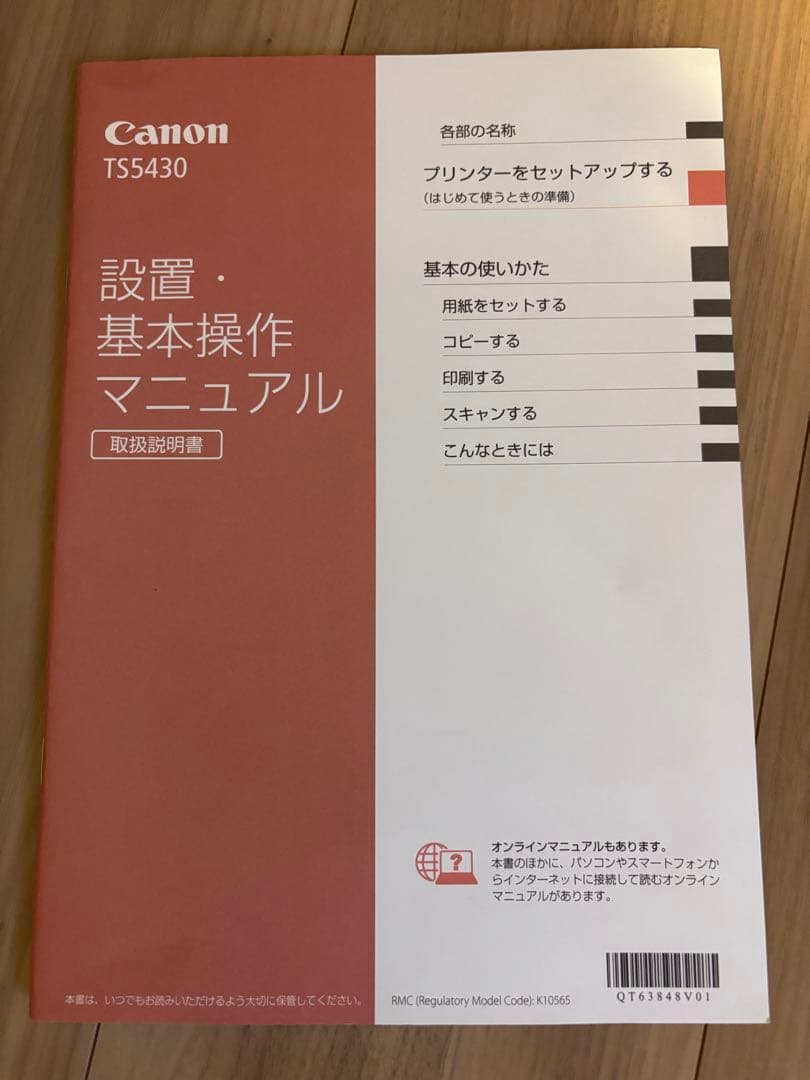 Canon
TS5430
設置・
基本操作
マニュアル
取扱説明書
各部の名称
プリンターをセットアップする
(はじめて使うときの準備)
基本の使いかた
用紙をセットする
コピーする
印刷する
スキャンする
こんなときには
?
オンラインマニュアルもあります。
本書のほかに、パソコンやスマートフォンか
らインターネットに接続して読むオンライン
マニュアルがあります。
本書は、いつでもお読みいただけるよう大切に保管してください。
RMC (Regulatory Model Code): K10565
QT63848V01